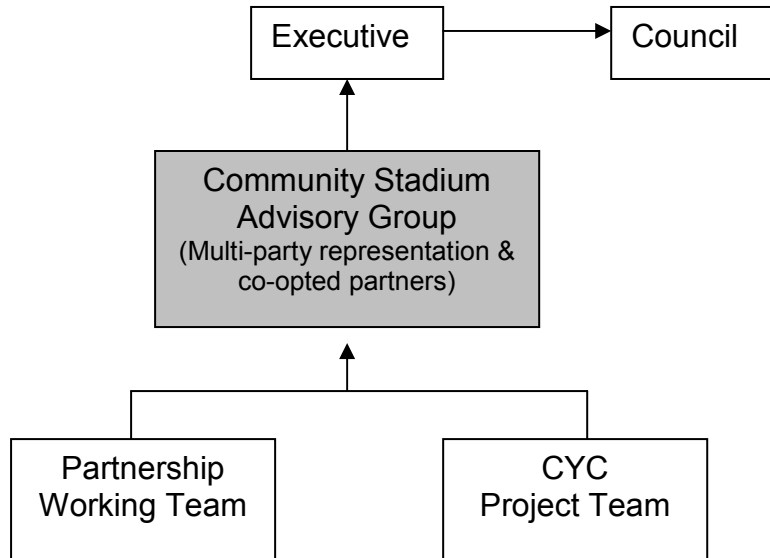 Executive
Council
Community Stadium
Advisory Group
(Multi-party representation &
co-opted partners)
Partnership
Working Team
CYC
Project Team